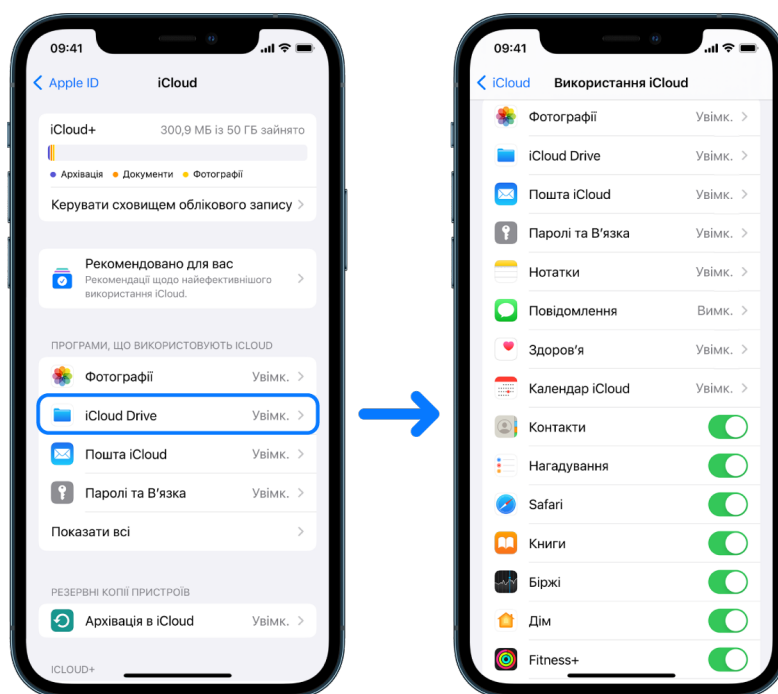 09:41
Apple ID
iCloud
iCloud+
300,9 МБ із 50 ГБ зайнято
Архівація
Документи
Фотографії
Керувати сховищем облікового запису
Рекомендовано для вас
Рекомендації щодо найефективнішого
використання iCloud.
ПРОГРАМИ, ЩО ВИКОРИСТОВУЮТЬ ICLOUD
Фотографії Увімк.
iCloud Drive Увімк.
Пошта iCloud Увімк.
Паролі та В'язка Увімк.
Показати всі
РЕЗЕРВНІ КОПІЇ ПРИСТРОЇВ
Архівація в iCloud Увімк.
ICLOUD+
09:41
iCloud
Використання iCloud
Фотографії Увімк.
iCloud Drive Увімк.
Пошта iCloud Увімк.
Паролі та В'язка Увімк.
Нотатки Увімк.
Повідомлення Вимк.
Здоров'я Увімк.
Календар iCloud Увімк.
Контакти
Нагадування
Safari
Книги
Біржі
Дім
Fitness+